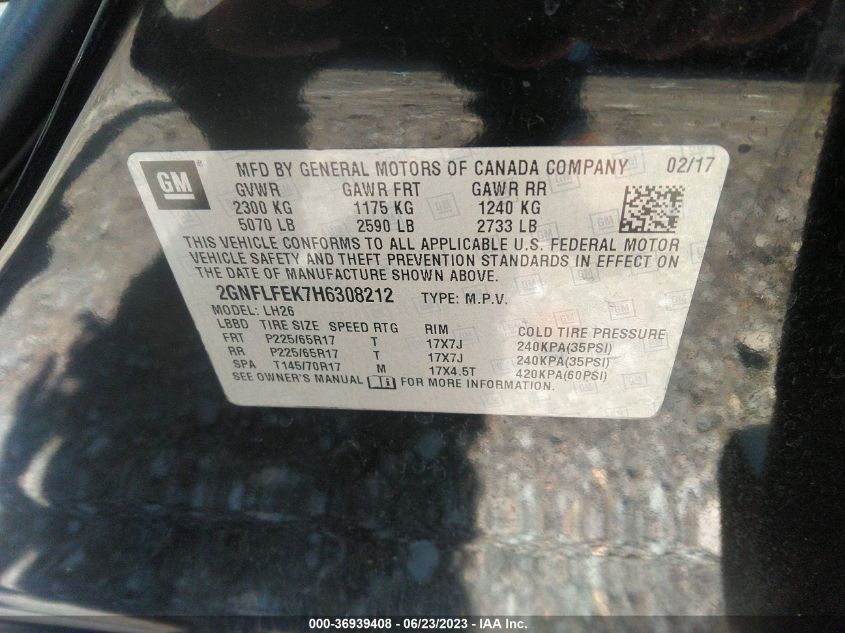 GM ® MFD BY GENERAL MOTORS OF CANADA COMPANY 02/17
GVWR GAWR FRT GAWR RR
2300 KG 1175 KG 1240 KG
5070 LB 2590 LB 2733 LB
THIS VEHICLE CONFORMS TO ALL APPLICABLE U.S. FEDERAL MOTOR
VEHICLE SAFETY AND THEFT PREVENTION STANDARDS IN EFFECT ON
THE DATE OF MANUFACTURE SHOWN ABOVE.
2GNFLFEK7H6308212 TYPE: M.P.V.
MODEL: LH26
LBBD TIRE SIZE SPEED RTG RIM COLD TIRE PRESSURE
FRT P225/65R17 T 17X7J 240KPA(35PSI)
RR P225/65R17 T 17X7J 240KPA(35PSI)
SPA T145/70R17 M 17X4.5T 420KPA(60PSI)
SEE OWNER'S MANUAL FOR MORE INFORMATION.
000-36939408 - 06/23/2023 - IAA Inc.